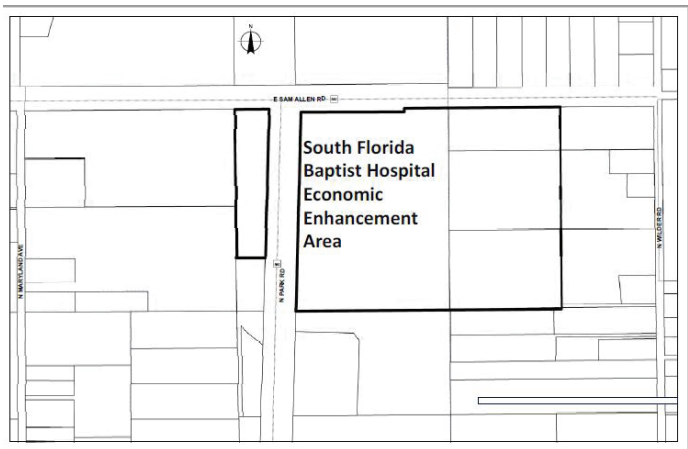 N
E SAM ALLEN RD
South Florida
Baptist Hospital
Economic
Enhancement
Area
N MARYLAND AVE
N PARK RD
N WILDER RD